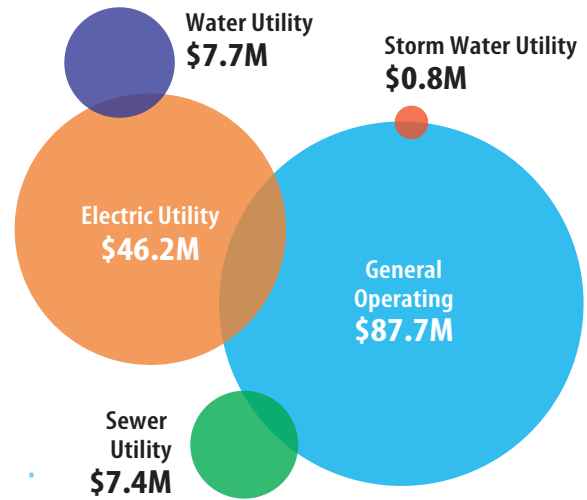 Water Utility
$7.7M
Storm Water Utility
$0.8M
Electric Utility
$46.2M
General
Operating
$87.7M
Sewer
Utility
$7.4M